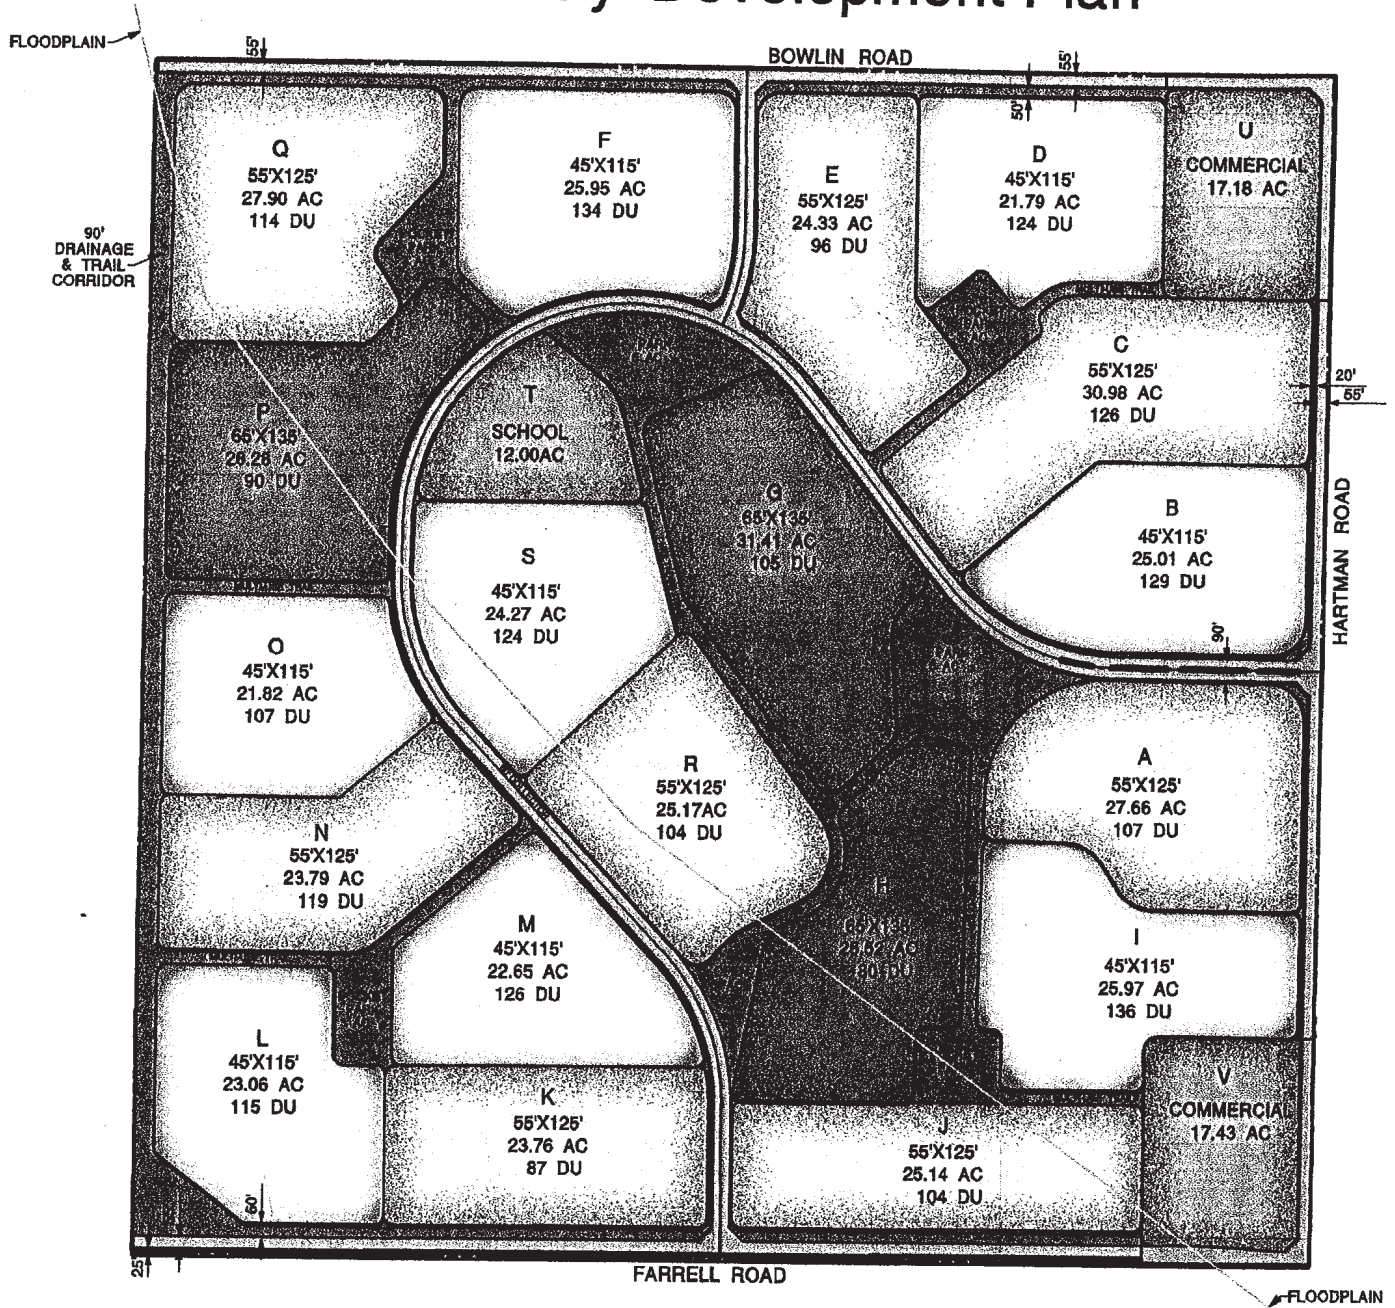 Development Plan
FLOODPLAIN
55'
BOWLIN ROAD
55'
50'
Q
55'X125'
27.90 AC
114 DU
F
45'X115'
25.95 AC
134 DU
E
55'X125'
24.33 AC
96 DU
D
45'X115'
21.79 AC
124 DU
U
COMMERCIAL
17.18 AC
90'
DRAINAGE
& TRAIL
CORRIDOR
C
55'X125'
30.98 AC
126 DU
20'
55'
P
65'X135'
26.26 AC
90 DU
T
SCHOOL
12.00AC
G
65'X135'
31.41 AC
105 DU
B
45'X115'
25.01 AC
129 DU
HARTMAN ROAD
S
45'X115'
24.27 AC
124 DU
90'
O
45'X115'
21.82 AC
107 DU
R
55'X125'
25.17AC
104 DU
A
55'X125'
27.66 AC
107 DU
N
55'X125'
23.79 AC
119 DU
H
65'X135'
AC
80 DU
M
45'X115'
22.65 AC
126 DU
I
45'X115'
25.97 AC
136 DU
L
45'X115'
23.06 AC
115 DU
K
55'X125'
23.76 AC
87 DU
J
55'X125'
25.14 AC
104 DU
V
COMMERCIAL
17.43 AC
60'
25'
FARRELL ROAD
FLOODPLAIN